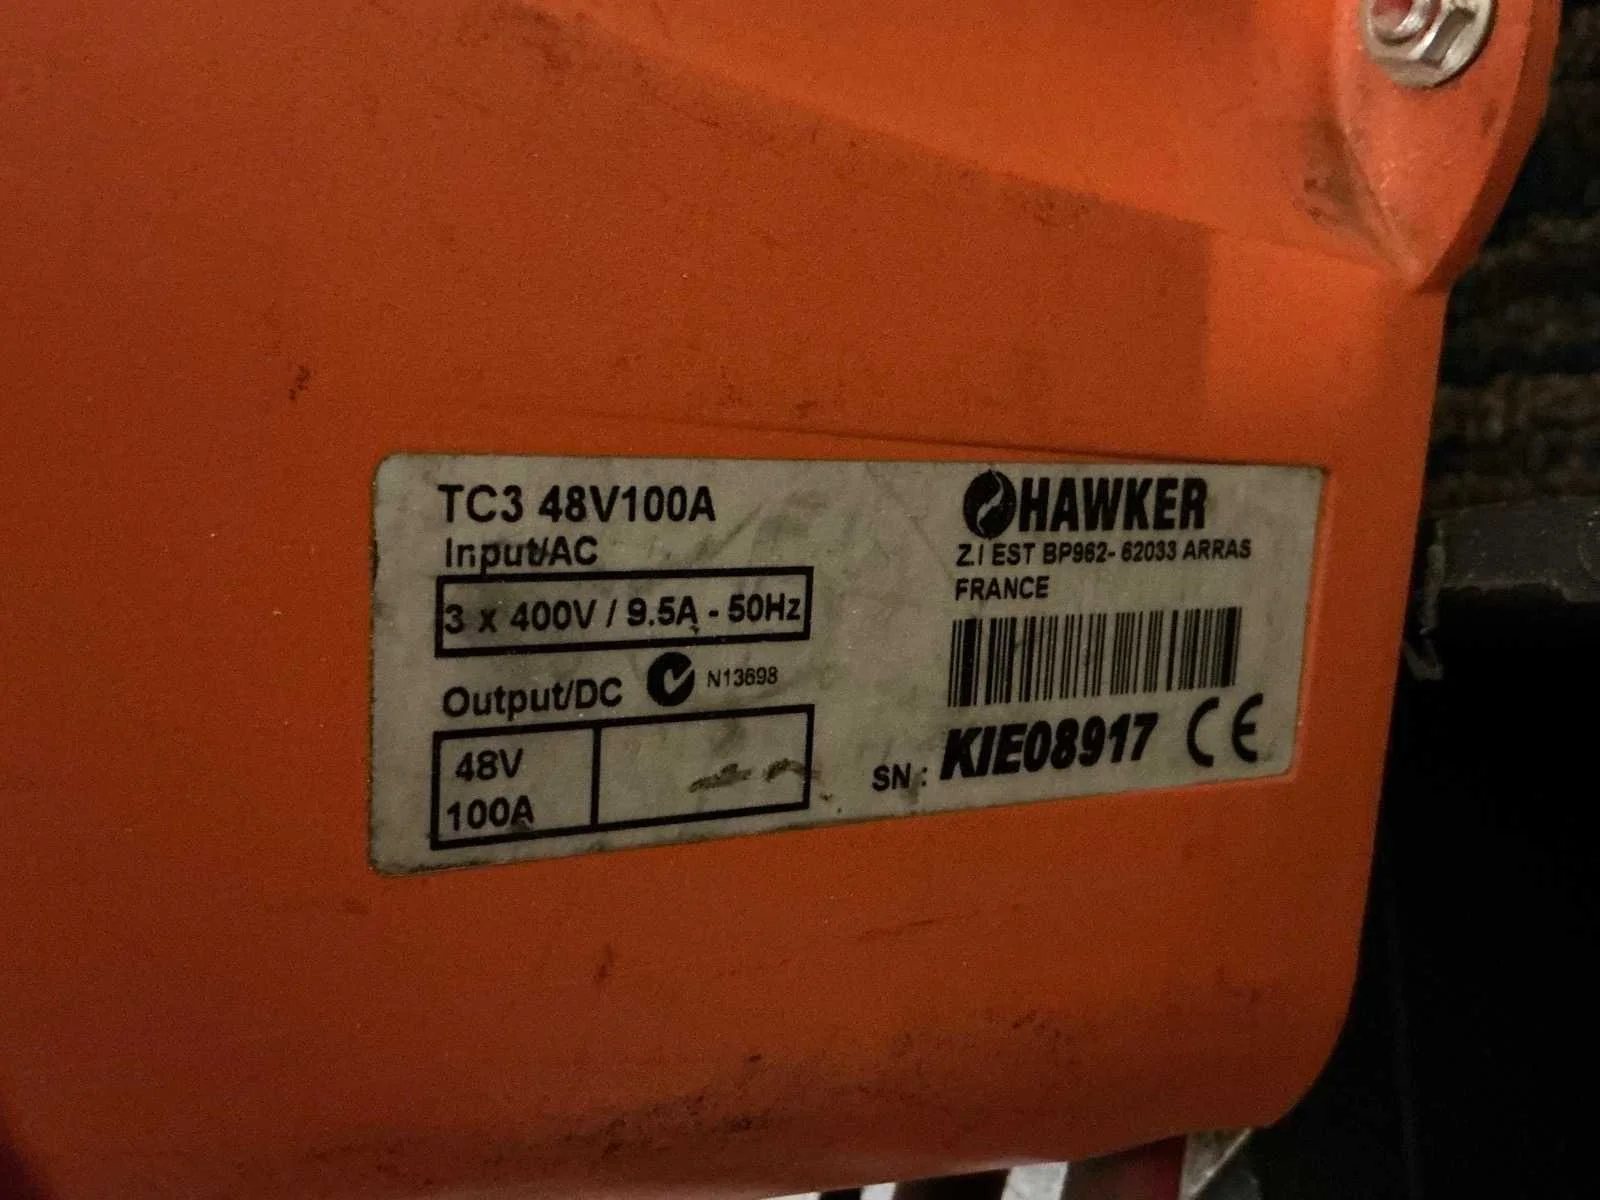 TC3 48V100A
Input/AC
3 x 400V / 9.5A - 50Hz
Output/DC N13698
48V
100A
HAWKER
Z.I EST BP962- 62033 ARRAS
FRANCE
SN : KIE08917 CE